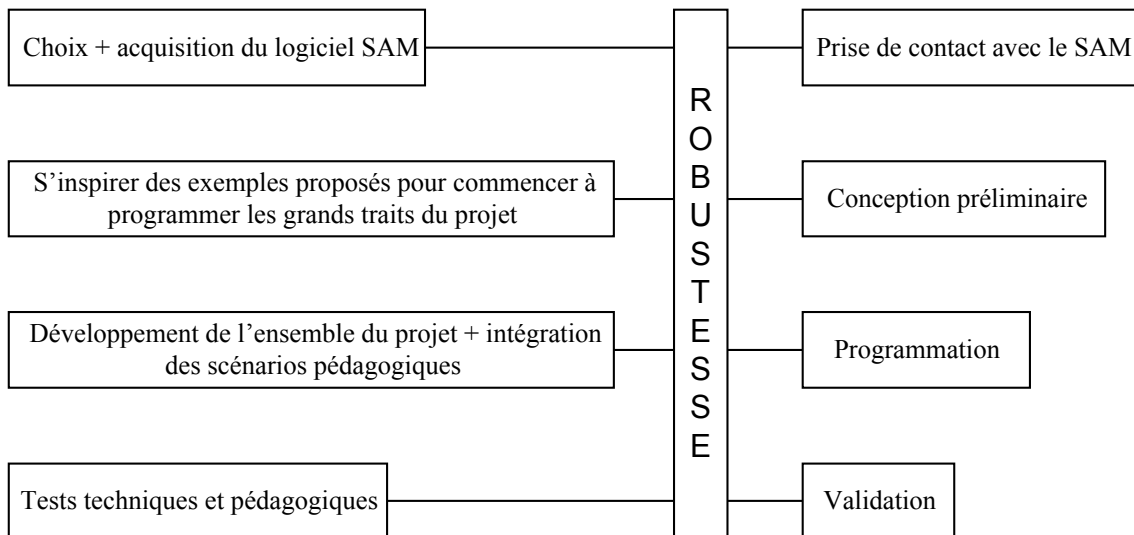 Choix + acquisition du logiciel SAM
Prise de contact avec le SAM
S’inspirer des exemples proposés pour commencer à
programmer les grands traits du projet
Conception préliminaire
Développement de l’ensemble du projet + intégration
des scénarios pédagogiques
Programmation
Tests techniques et pédagogiques
Validation
R
O
B
U
S
T
E
S
S
E